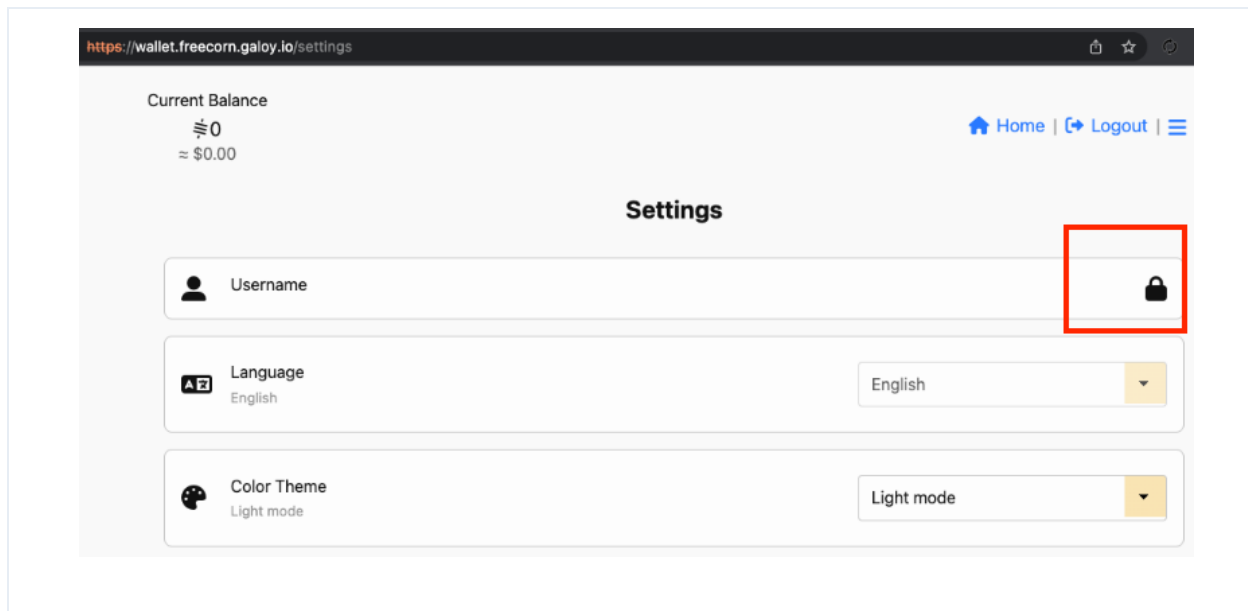 https://wallet.freecorn.galoy.io/settings
Current Balance
0
≈ $0.00
Home | Logout |
Settings
Username
Language
English
English
Color Theme
Light mode
Light mode